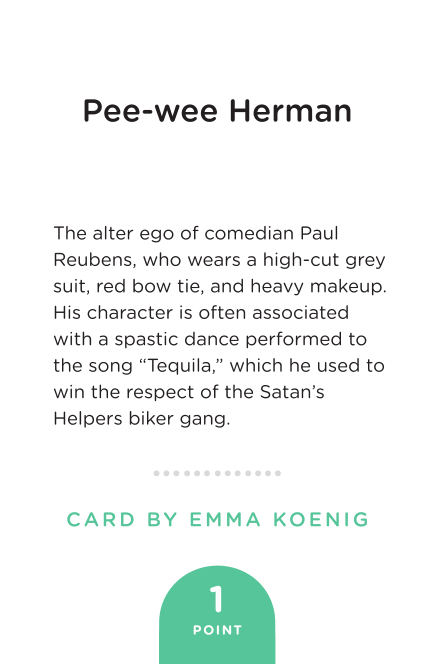 Pee-wee Herman
The alter ego of comedian Paul
Reubens, who wears a high-cut grey
suit, red bow tie, and heavy makeup.
His character is often associated
with a spastic dance performed to
the song “Tequila,” which he used to
win the respect of the Satan’s
Helpers biker gang.
CARD BY EMMA KOENIG
1
POINT